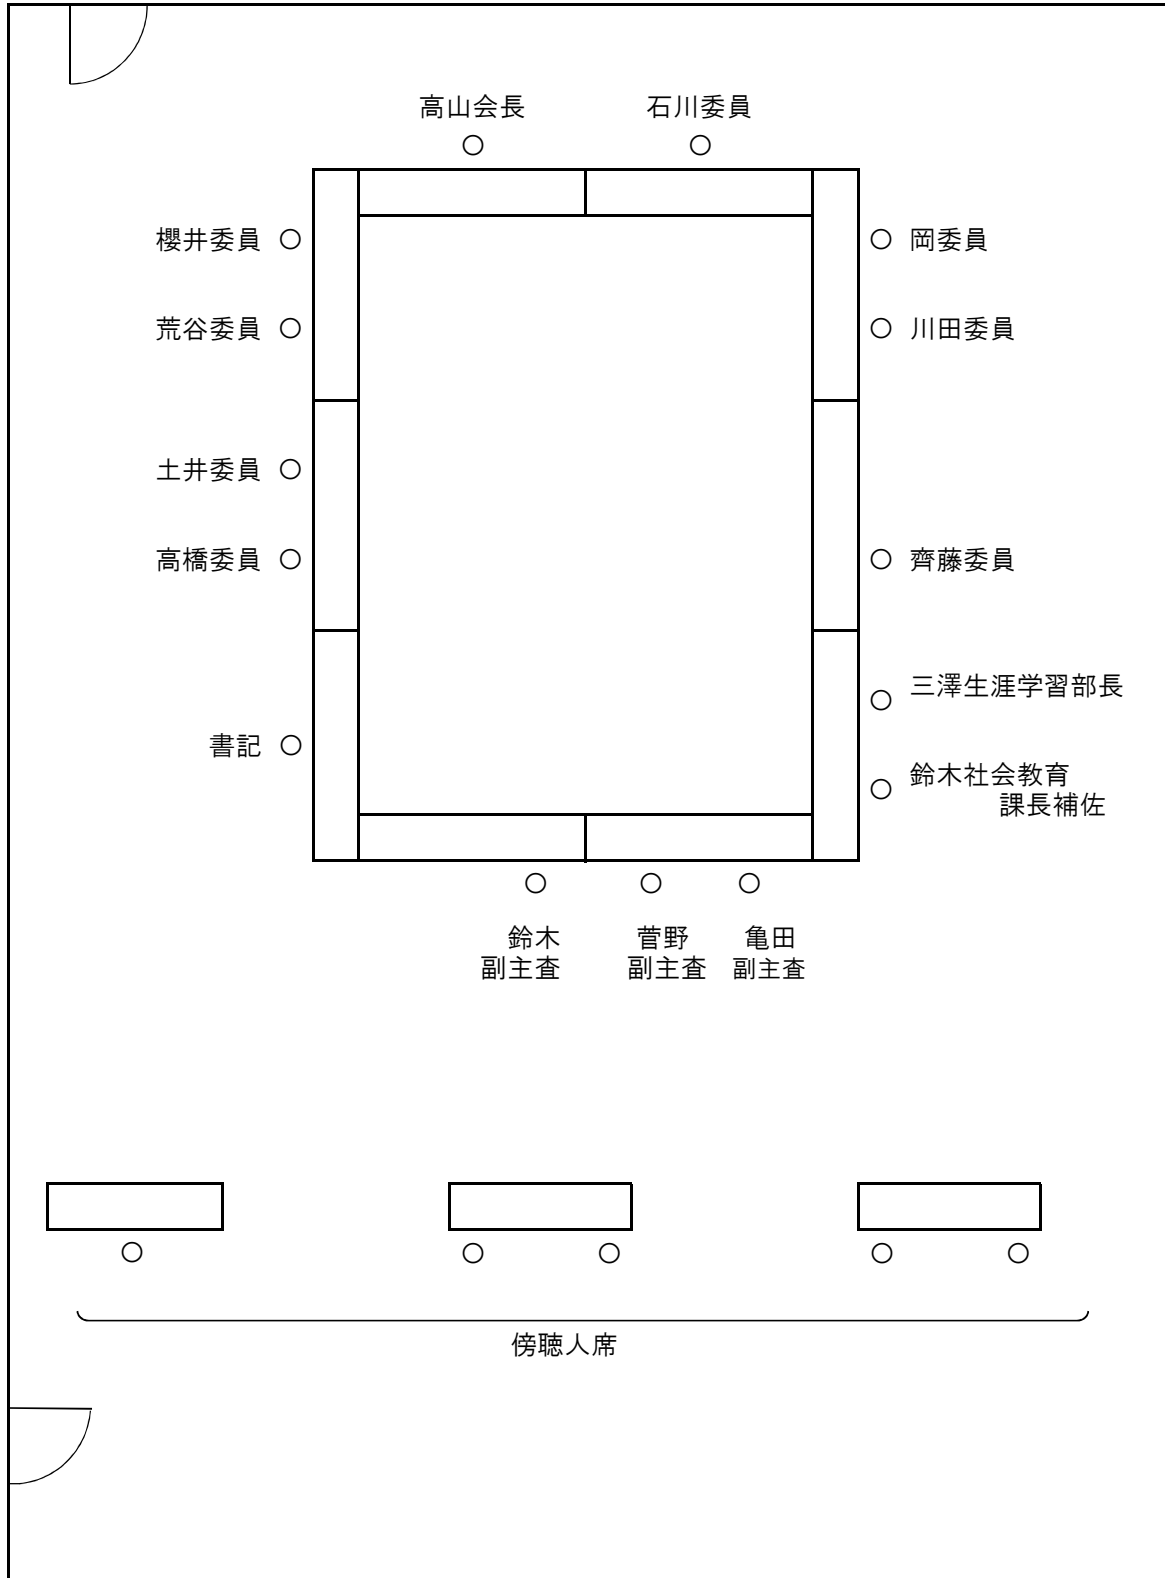 高山会長
石川委員
櫻井委員
岡委員
荒谷委員
川田委員
土井委員
高橋委員
齊藤委員
三澤生涯学習部長
書記
鈴木社会教育
課長補佐
鈴木
副主査
菅野
副主査
亀田
副主査
傍聴人席